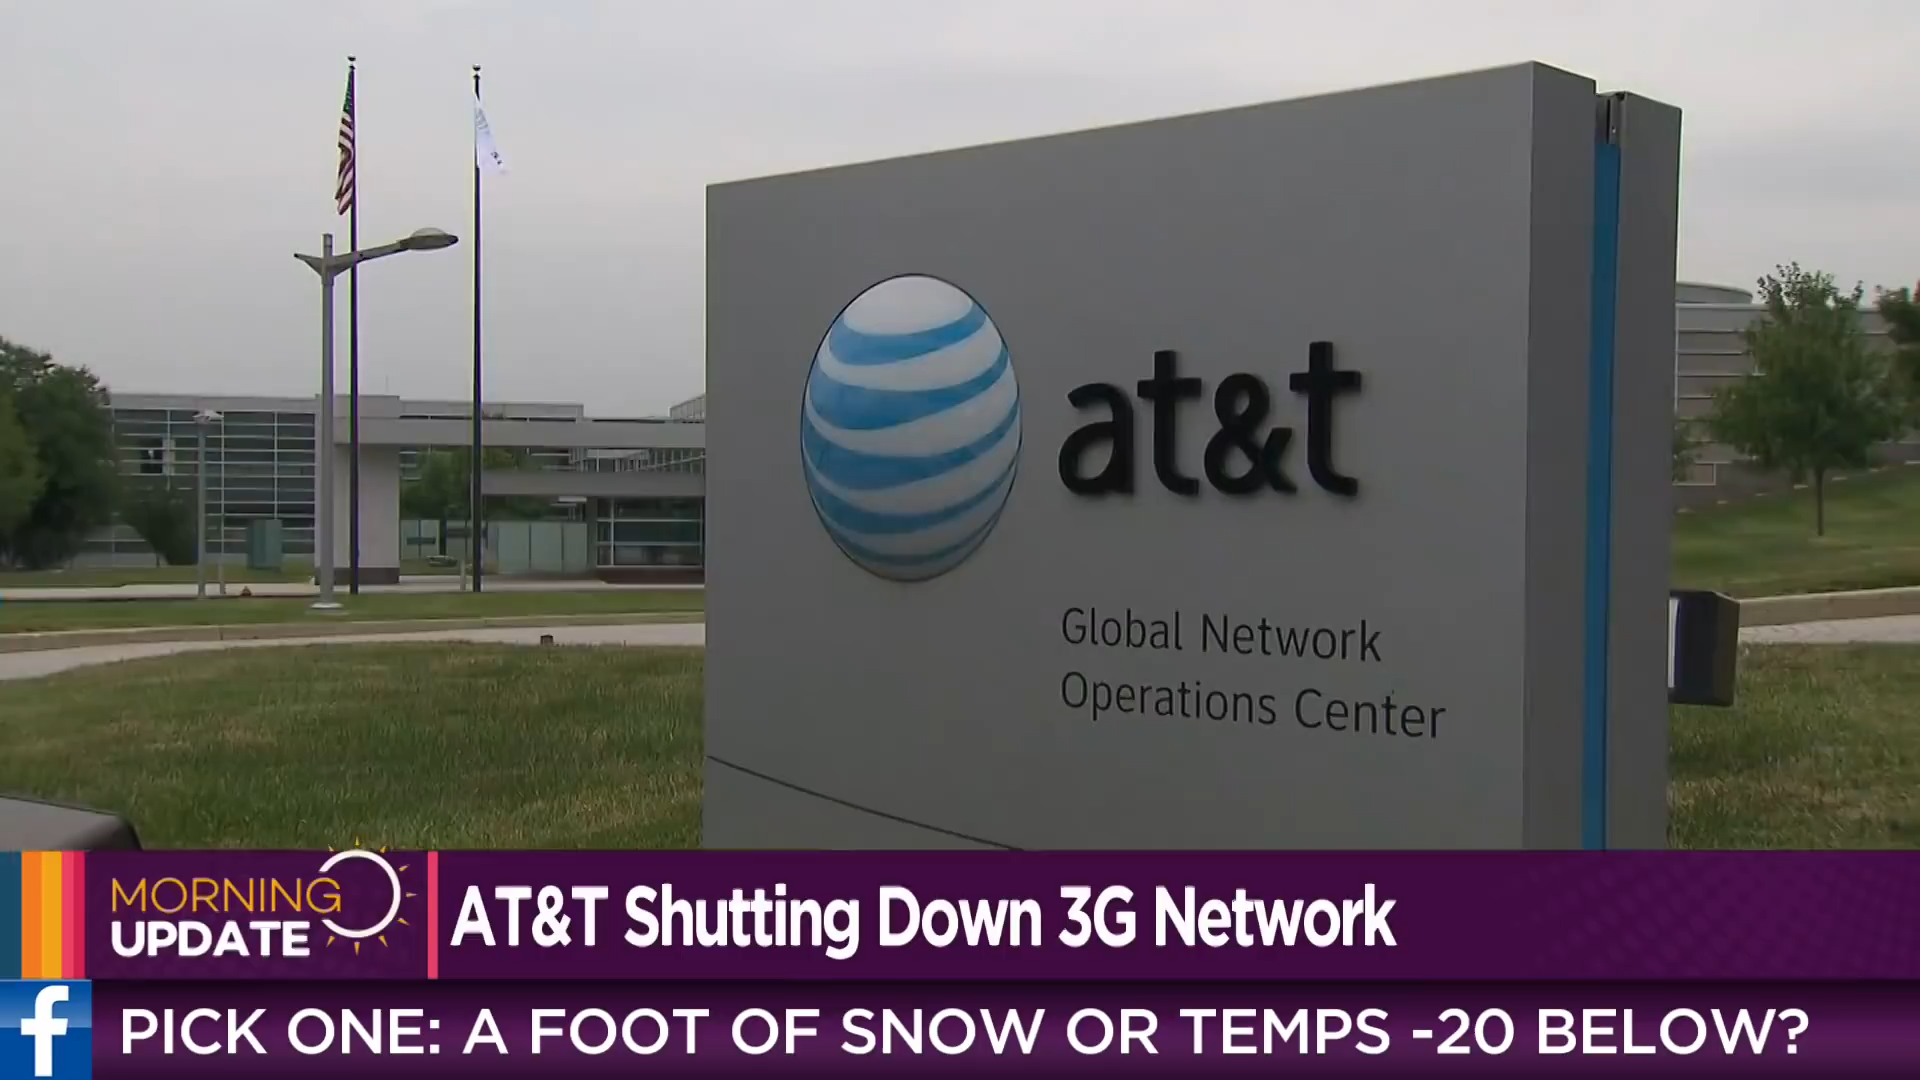 at&t
Global Network
Operations Center
MORNING
UPDATE
AT&T Shutting Down 3G Network
f
PICK ONE: A FOOT OF SNOW OR TEMPS -20 BELOW?